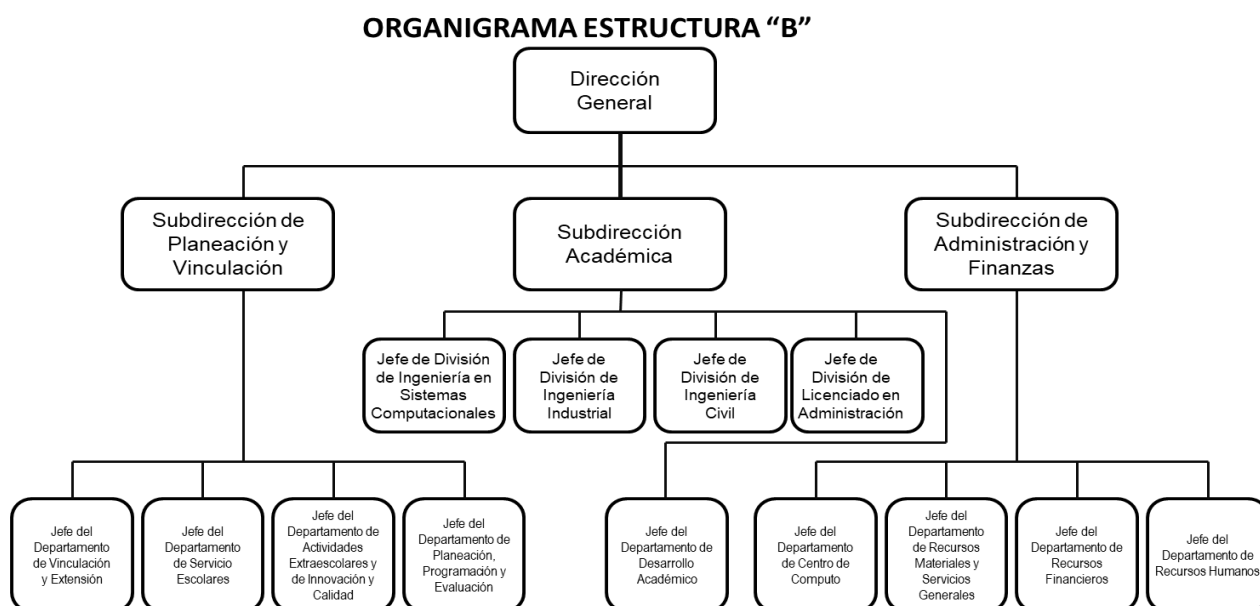 ORGANIGRAMA ESTRUCTURA “B”
Dirección
General
Subdirección de
Planeación y
Vinculación
Subdirección
Académica
Subdirección de
Administración y
Finanzas
Jefe de División
de Ingeniería en
Sistemas
Computacionales
Jefe de
División de
Ingeniería
Industrial
Jefe de
División de
Ingeniería
Civil
Jefe de
División de
Licenciado en
Administración
Jefe del
Departamento
de Vinculación
y Extensión
Jefe del
Departamento
de Servicio
Escolares
Jefe del
Departamento de
Actividades
Extraescolares y
de Innovación y
Calidad
Jefe del
Departamento de
Planeación,
Programación y
Evaluación
Jefe del
Departamento de
Desarrollo
Académico
Jefe del
Departamento
de Centro de
Computo
Jefe del
Departamento
de Recursos
Materiales y
Servicios
Generales
Jefe del
Departamento de
Recursos
Financieros
Jefe del
Departamento de
Recursos Humanos